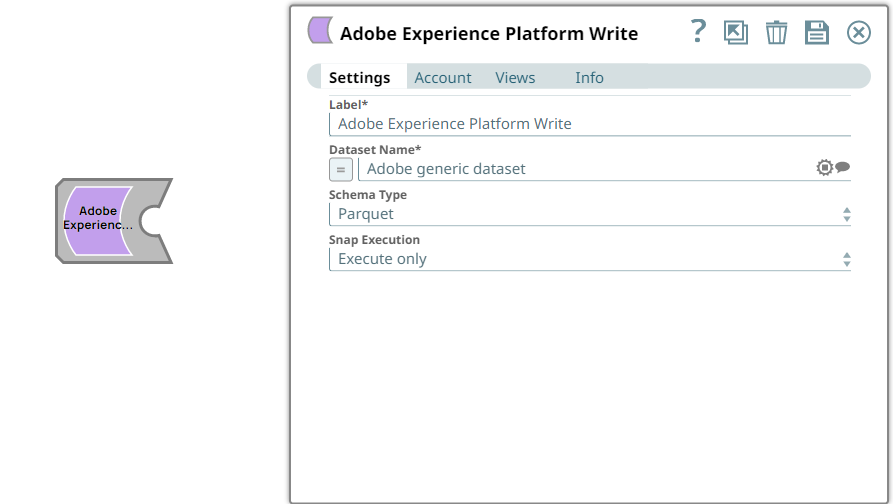 Adobe
Experienc...
Adobe Experience Platform Write
?
Settings Account Views Info
Label*
Adobe Experience Platform Write
Dataset Name*
= Adobe generic dataset
Schema Type
Parquet
Snap Execution
Execute only